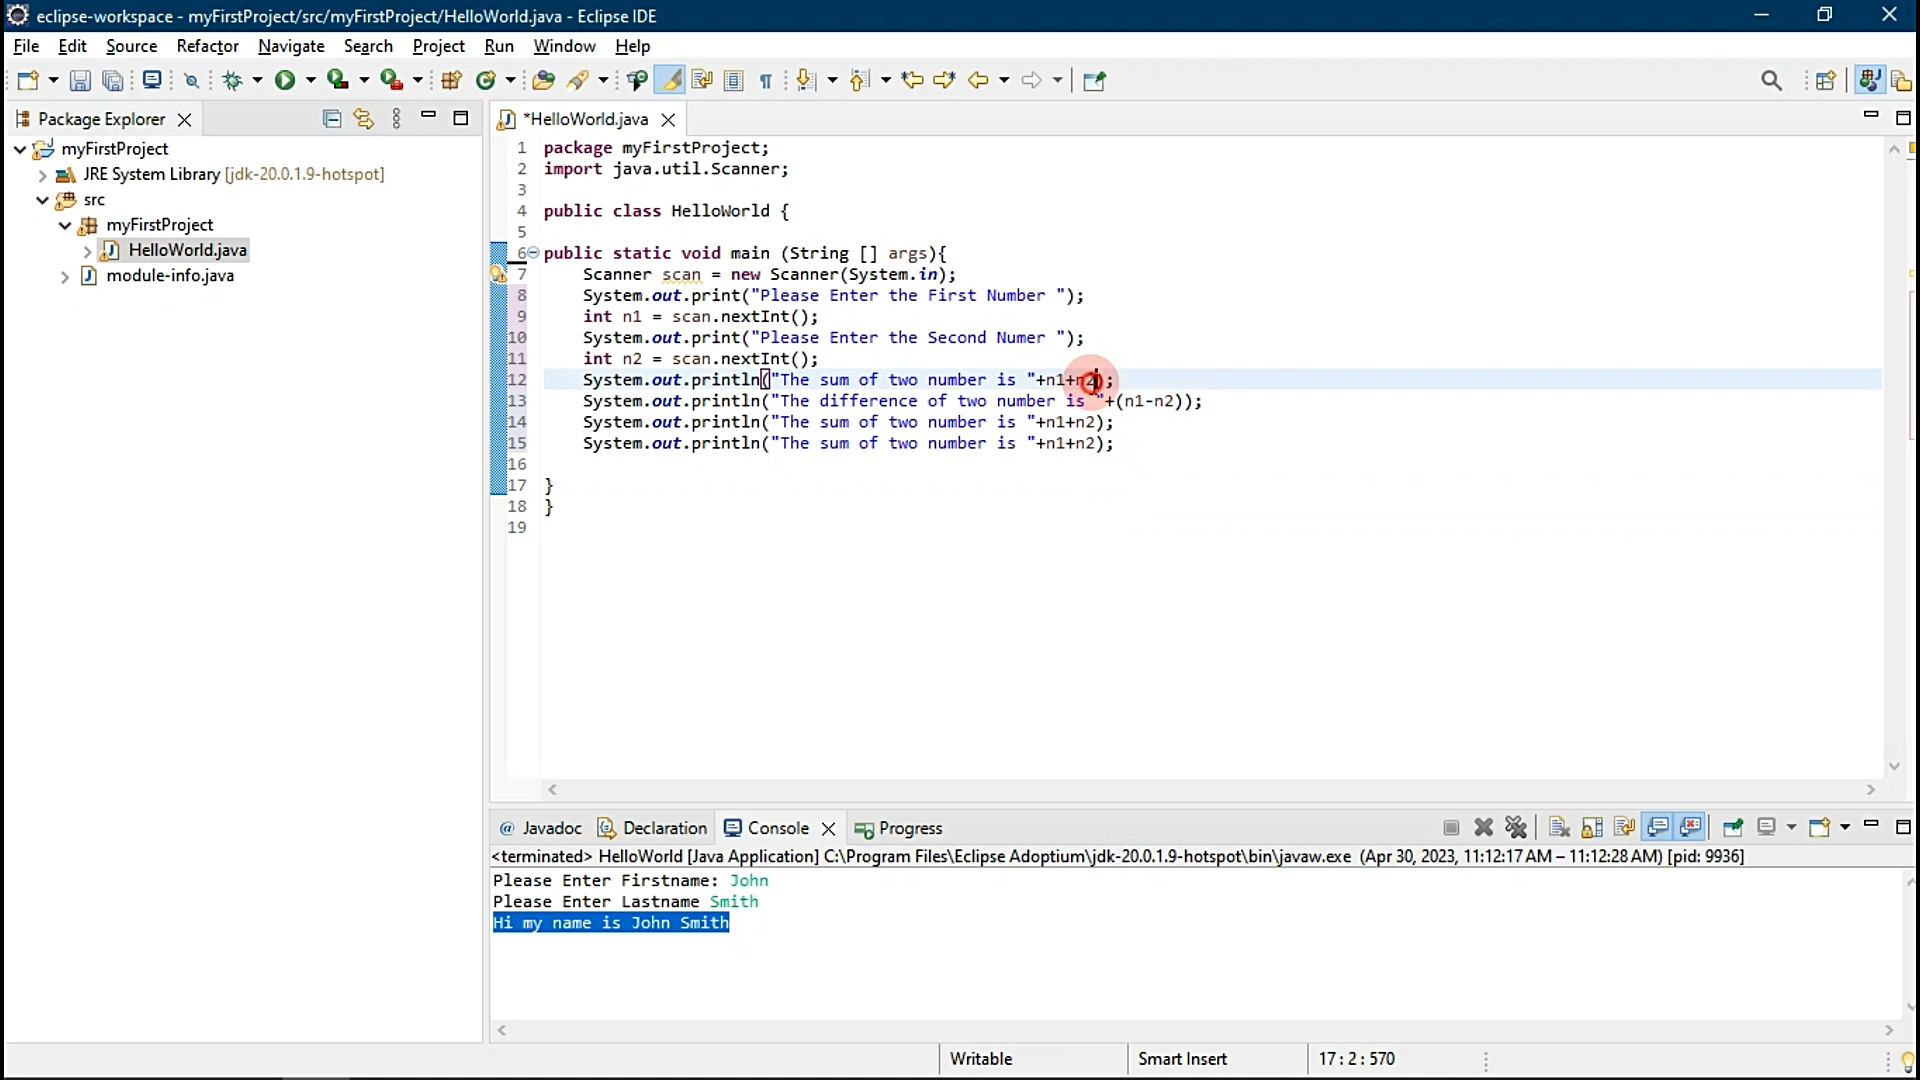 eclipse-workspace - myFirstProject/src/myFirstProject/HelloWorld.java - Eclipse IDE
File Edit Source Refactor Navigate Search Project Run Window Help
Package Explorer
*HelloWorld.java
myFirstProject
JRE System Library [jdk-20.0.1.9-hotspot]
src
myFirstProject
HelloWorld.java
module-info.java
1 package myFirstProject;
2 import java.util.Scanner;
3
4 public class HelloWorld {
5
6 public static void main (String [] args){
7 Scanner scan = new Scanner(System.in);
8 System.out.print("Please Enter the First Number ");
9 int n1 = scan.nextInt();
10 System.out.print("Please Enter the Second Numer ");
11 int n2 = scan.nextInt();
12 System.out.println("The sum of two number is "+n1+n2);
13 System.out.println("The difference of two number is "+(n1-n2));
14 System.out.println("The sum of two number is "+n1+n2);
15 System.out.println("The sum of two number is "+n1+n2);
16
17 }
18 }
19
@ Javadoc Declaration Console Progress
<terminated> HelloWorld [Java Application] C:\Program Files\Eclipse Adoptium\jdk-20.0.1.9-hotspot\bin\javaw.exe (Apr 30, 2023, 11:12:17 AM – 11:12:28 AM) [pid: 9936]
Please Enter Firstname: John
Please Enter Lastname Smith
Hi my name is John Smith
Writable Smart Insert 17 : 2 : 570